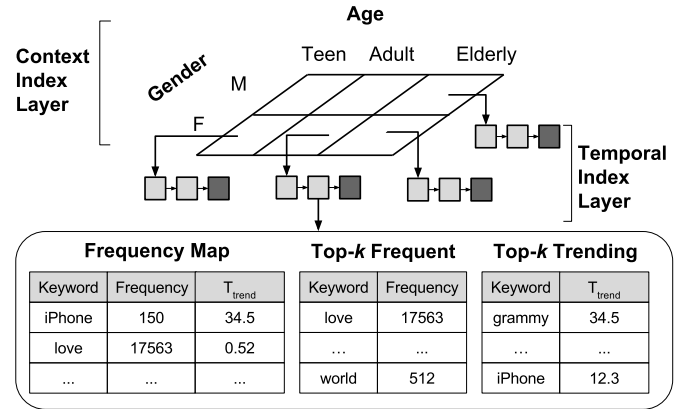 Age
Context
Index
Layer
Gender
Teen Adult Elderly
M
F
Temporal
Index
Layer
Frequency Map
Keyword Frequency T_trend
iPhone 150 34.5
love 17563 0.52
... ... ...
Top-k Frequent
Keyword Frequency
love 17563
... ...
world 512
Top-k Trending
Keyword T_trend
grammy 34.5
... ...
iPhone 12.3